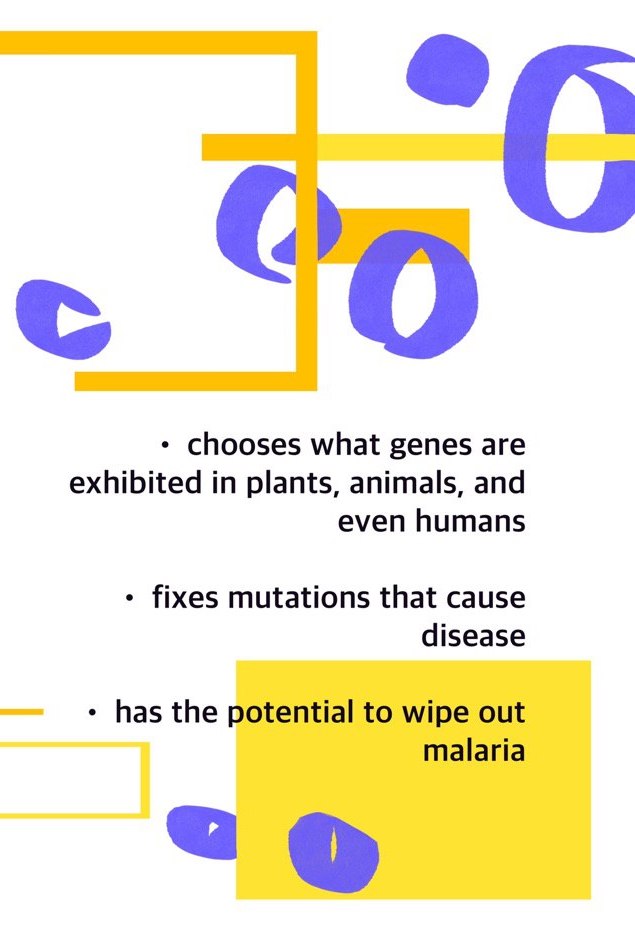 • chooses what genes are
exhibited in plants, animals, and
even humans
• fixes mutations that cause
disease
• has the potential to wipe out
malaria